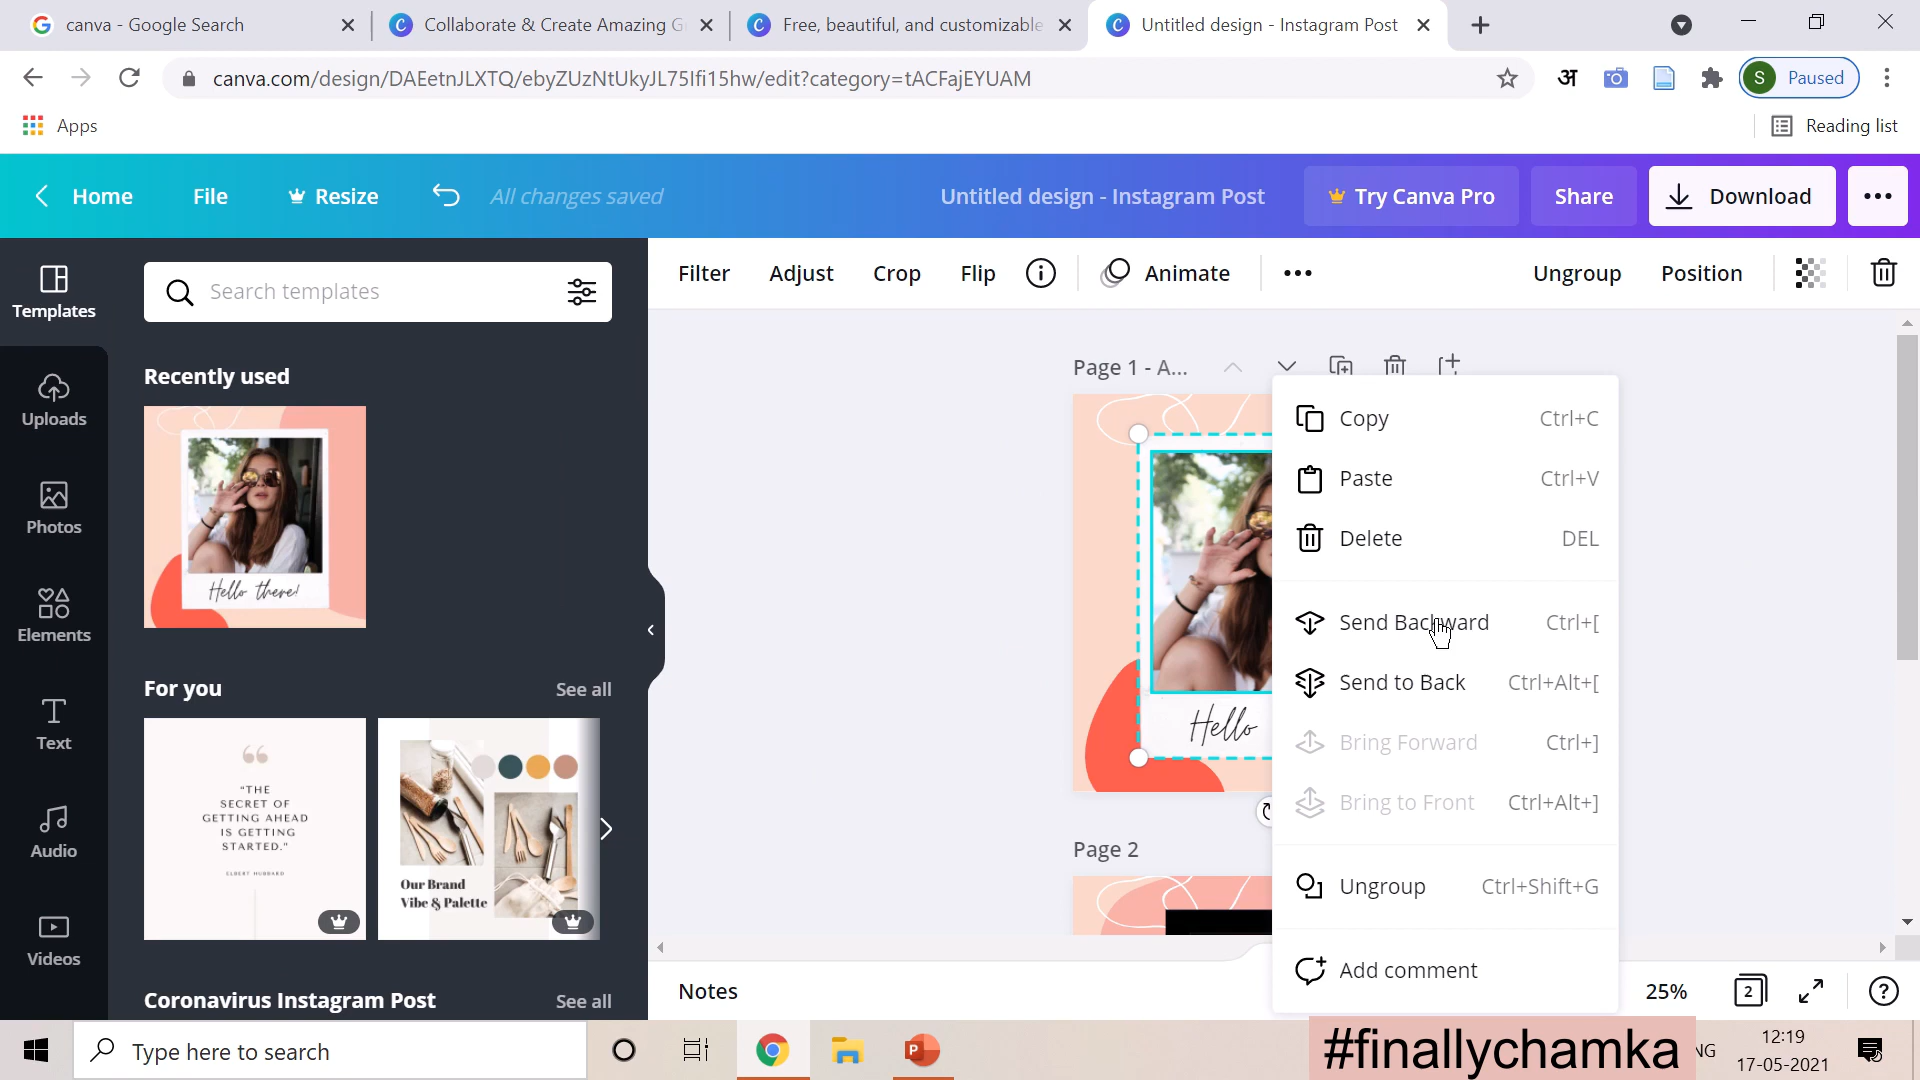 canva - Google Search
Collaborate & Create Amazing G
Free, beautiful, and customizable
Untitled design - Instagram Post
canva.com/design/DAEetnJLXTQ/ebyZUzNtUkyJL75Ifi15hw/edit?category=tACFajEYUAM
अ
S Paused
Apps
Reading list
Home
File
Resize
All changes saved
Untitled design - Instagram Post
Try Canva Pro
Share
Download
Templates
Search templates
Filter
Adjust
Crop
Flip
Animate
Ungroup
Position
Uploads
Photos
Elements
Text
Audio
Videos
Recently used
Hello there!
For you
See all
“THE
SECRET OF
GETTING AHEAD
IS GETTING
STARTED.”
ELBERT HUBBARD
Our Brand
Vibe & Palette
Coronavirus Instagram Post
See all
Page 1 - A...
Hello
Page 2
Copy Ctrl+C
Paste Ctrl+V
Delete DEL
Send Backward Ctrl+[
Send to Back Ctrl+Alt+[
Bring Forward Ctrl+]
Bring to Front Ctrl+Alt+]
Ungroup Ctrl+Shift+G
Add comment
Notes
25%
2
?
Type here to search
P
#finallychamka
NG
12:19
17-05-2021